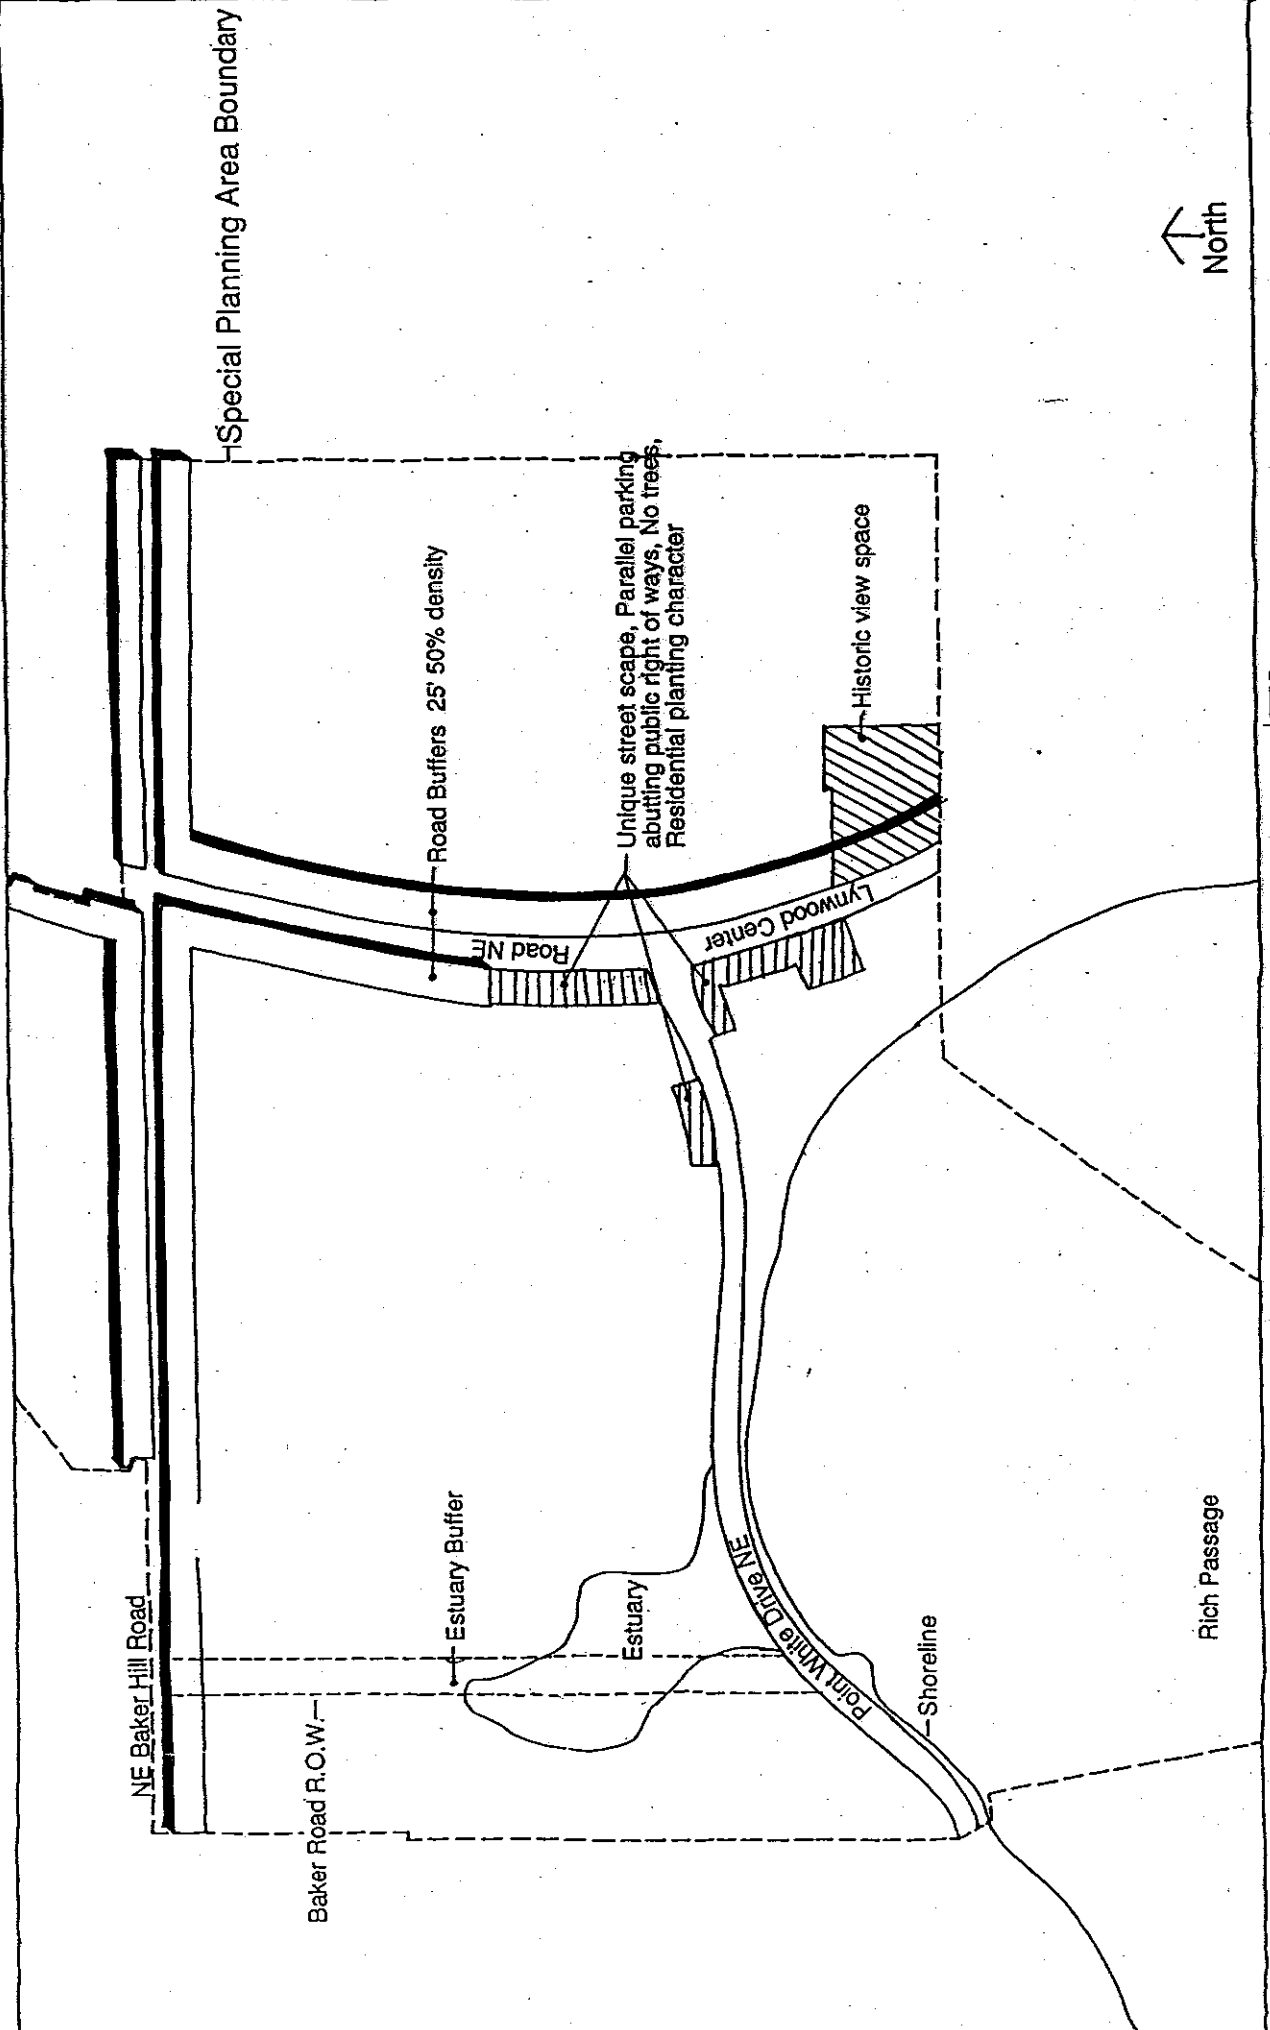 Special Planning Area Boundary
Road Buffers 25' 50% density
Unique street scape, Parallel parking
abutting public right of ways, No trees,
Residential planting character
Historic view space
North
Road NE
Lynwood Center
NE Baker Hill Road
Baker Road R.O.W.
Estuary Buffer
Estuary
Point White Drive NE
Shoreline
Rich Passage